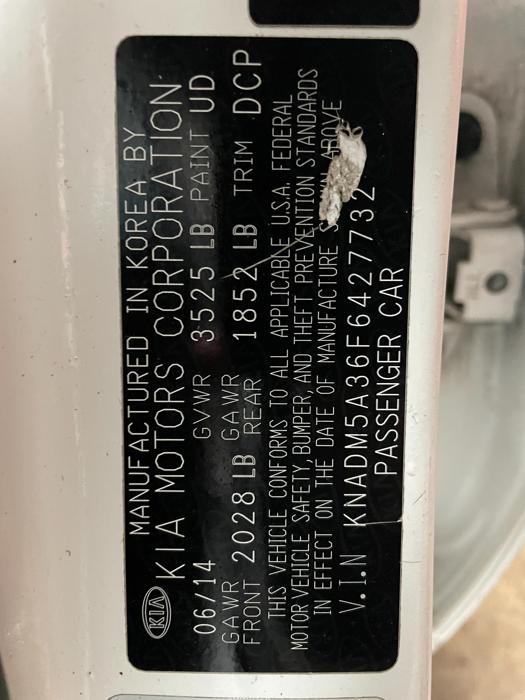 KIA
MANUFACTURED IN KOREA BY
KIA MOTORS CORPORATION
06/14 GVWR 3525 LB PAINT UD
GAWR FRONT 2028 LB GAWR REAR 1852 LB TRIM DCP
THIS VEHICLE CONFORMS TO ALL APPLICABLE U.S.A. FEDERAL
MOTOR VEHICLE SAFETY, BUMPER, AND THEFT PREVENTION STANDARDS
IN EFFECT ON THE DATE OF MANUFACTURE ABOVE
V.I.N KNADM5A36F6427732
PASSENGER CAR